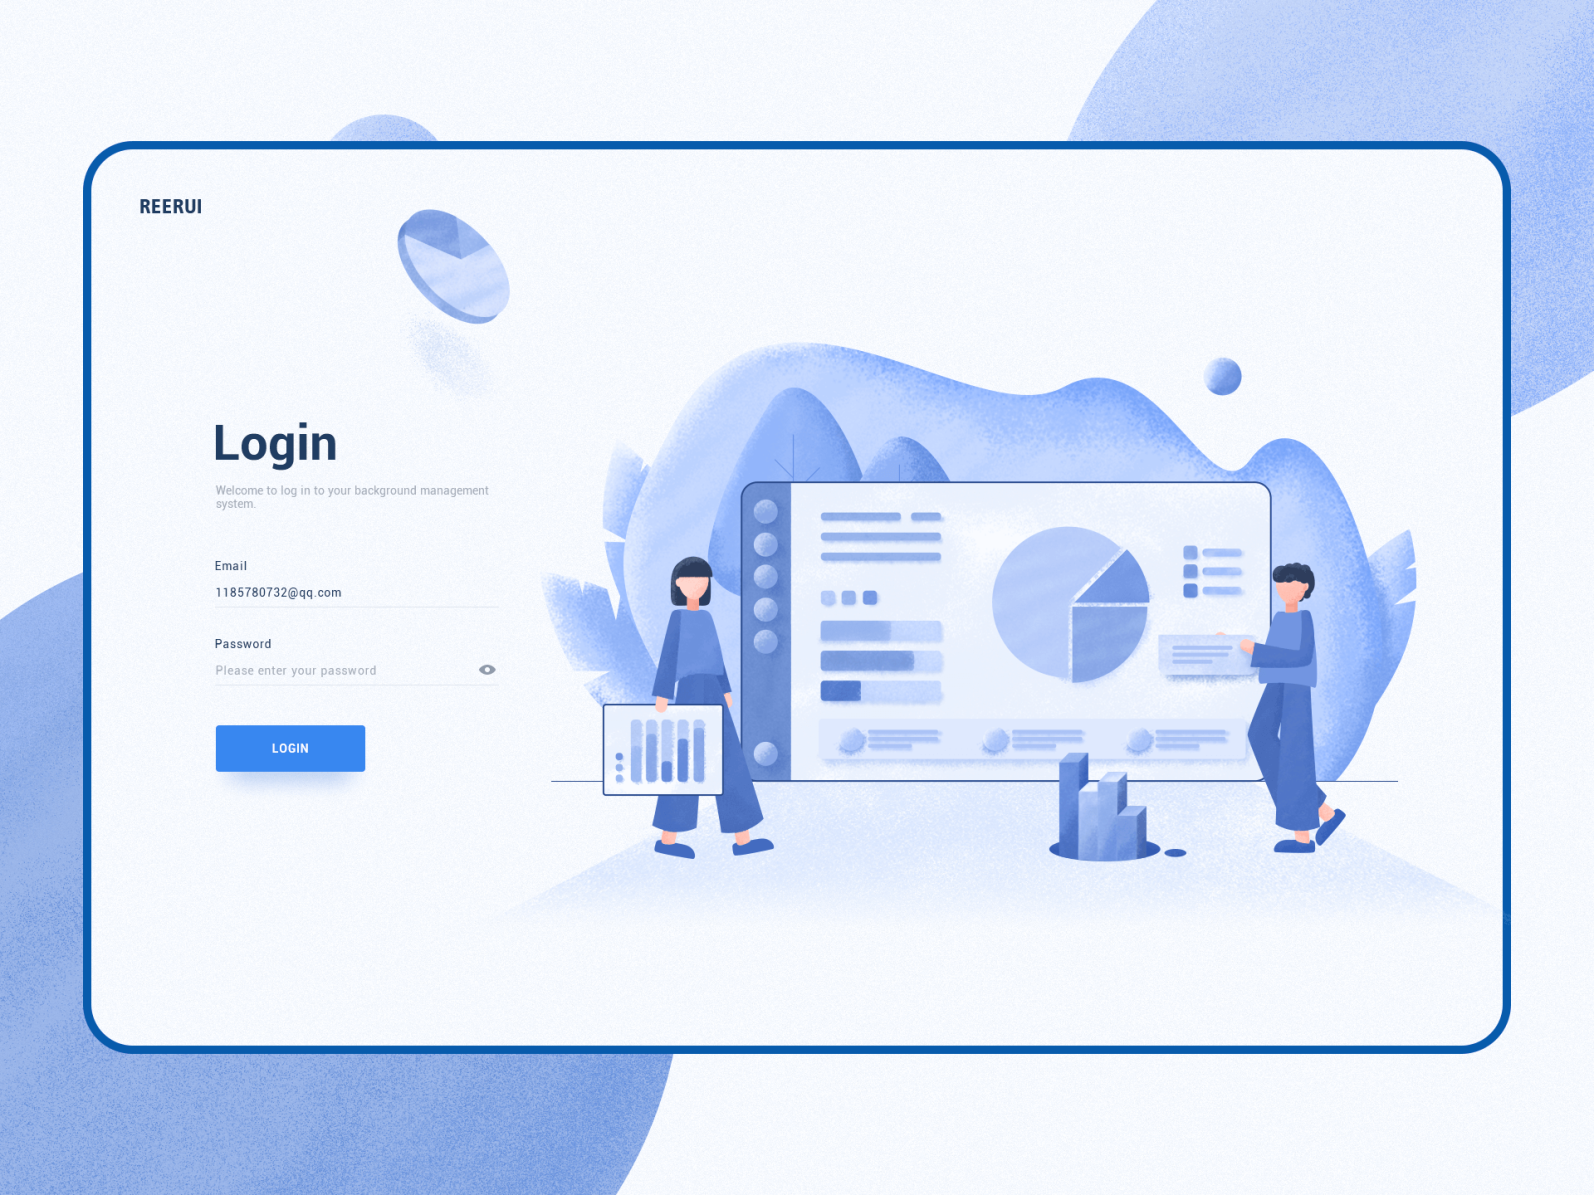 REERUI
Login
Welcome to log in to your background management
system.
Email
1185780732@qq.com
Password
Please enter your password
LOGIN